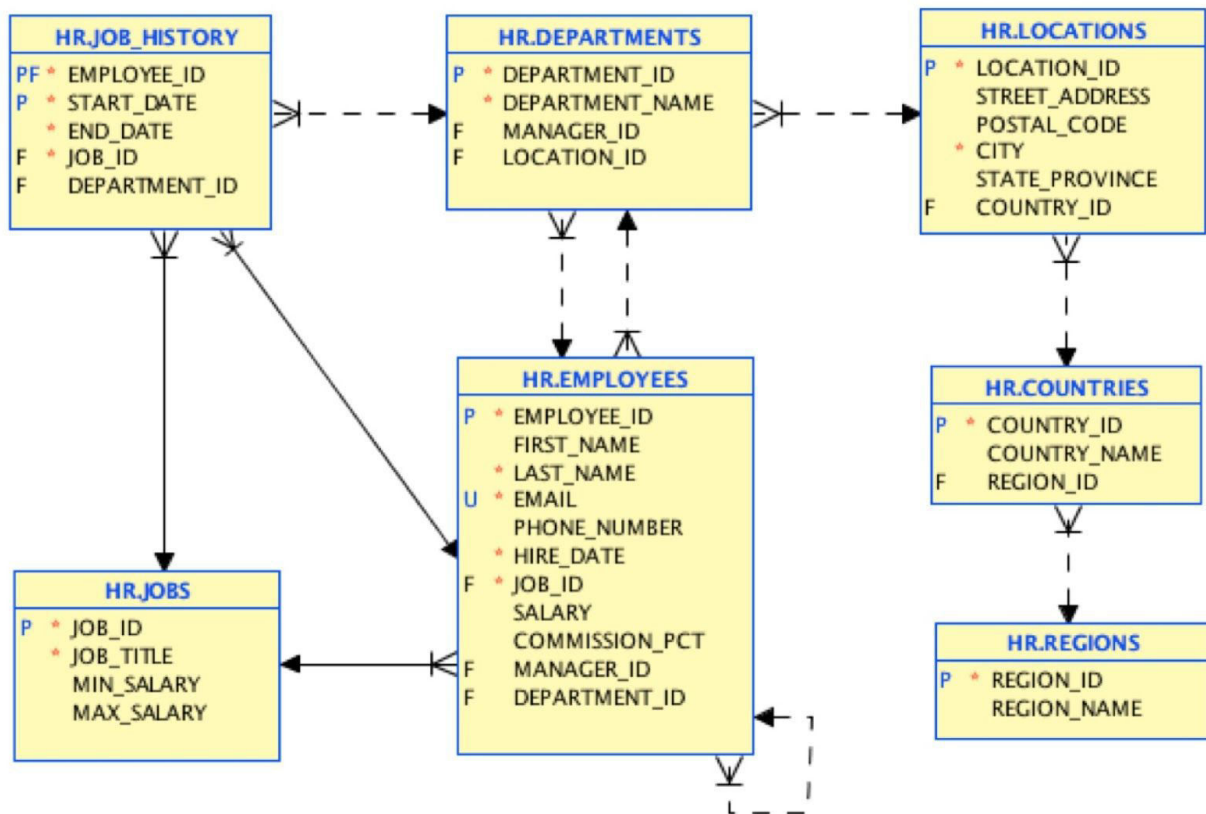 HR.JOB_HISTORY
PF * EMPLOYEE_ID
P * START_DATE
* END_DATE
F * JOB_ID
F DEPARTMENT_ID
HR.DEPARTMENTS
P * DEPARTMENT_ID
* DEPARTMENT_NAME
F MANAGER_ID
F LOCATION_ID
HR.LOCATIONS
P * LOCATION_ID
STREET_ADDRESS
POSTAL_CODE
* CITY
STATE_PROVINCE
F COUNTRY_ID
HR.EMPLOYEES
P * EMPLOYEE_ID
FIRST_NAME
* LAST_NAME
U * EMAIL
PHONE_NUMBER
* HIRE_DATE
F * JOB_ID
SALARY
COMMISSION_PCT
F MANAGER_ID
F DEPARTMENT_ID
HR.COUNTRIES
P * COUNTRY_ID
COUNTRY_NAME
F REGION_ID
HR.JOBS
P * JOB_ID
* JOB_TITLE
MIN_SALARY
MAX_SALARY
HR.REGIONS
P * REGION_ID
REGION_NAME